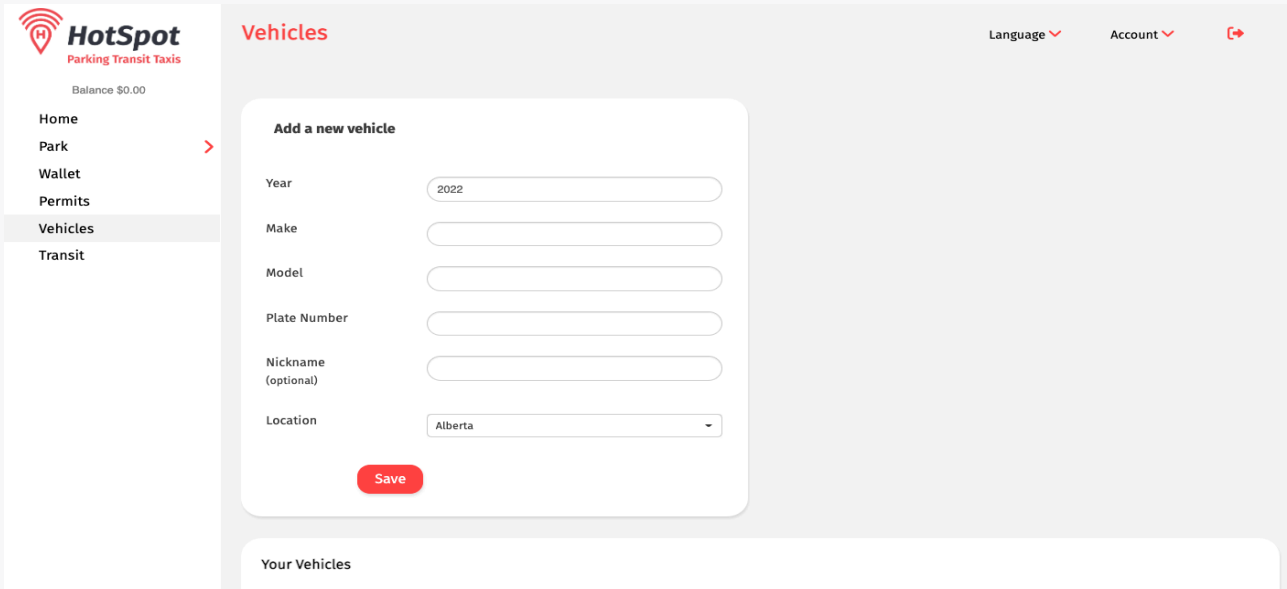 H
HotSpot
Parking Transit Taxis
Balance $0.00
Home
Park
Wallet
Permits
Vehicles
Transit
Vehicles
Language
Account
Add a new vehicle
Year
2022
Make
Model
Plate Number
Nickname
(optional)
Location
Alberta
Save
Your Vehicles